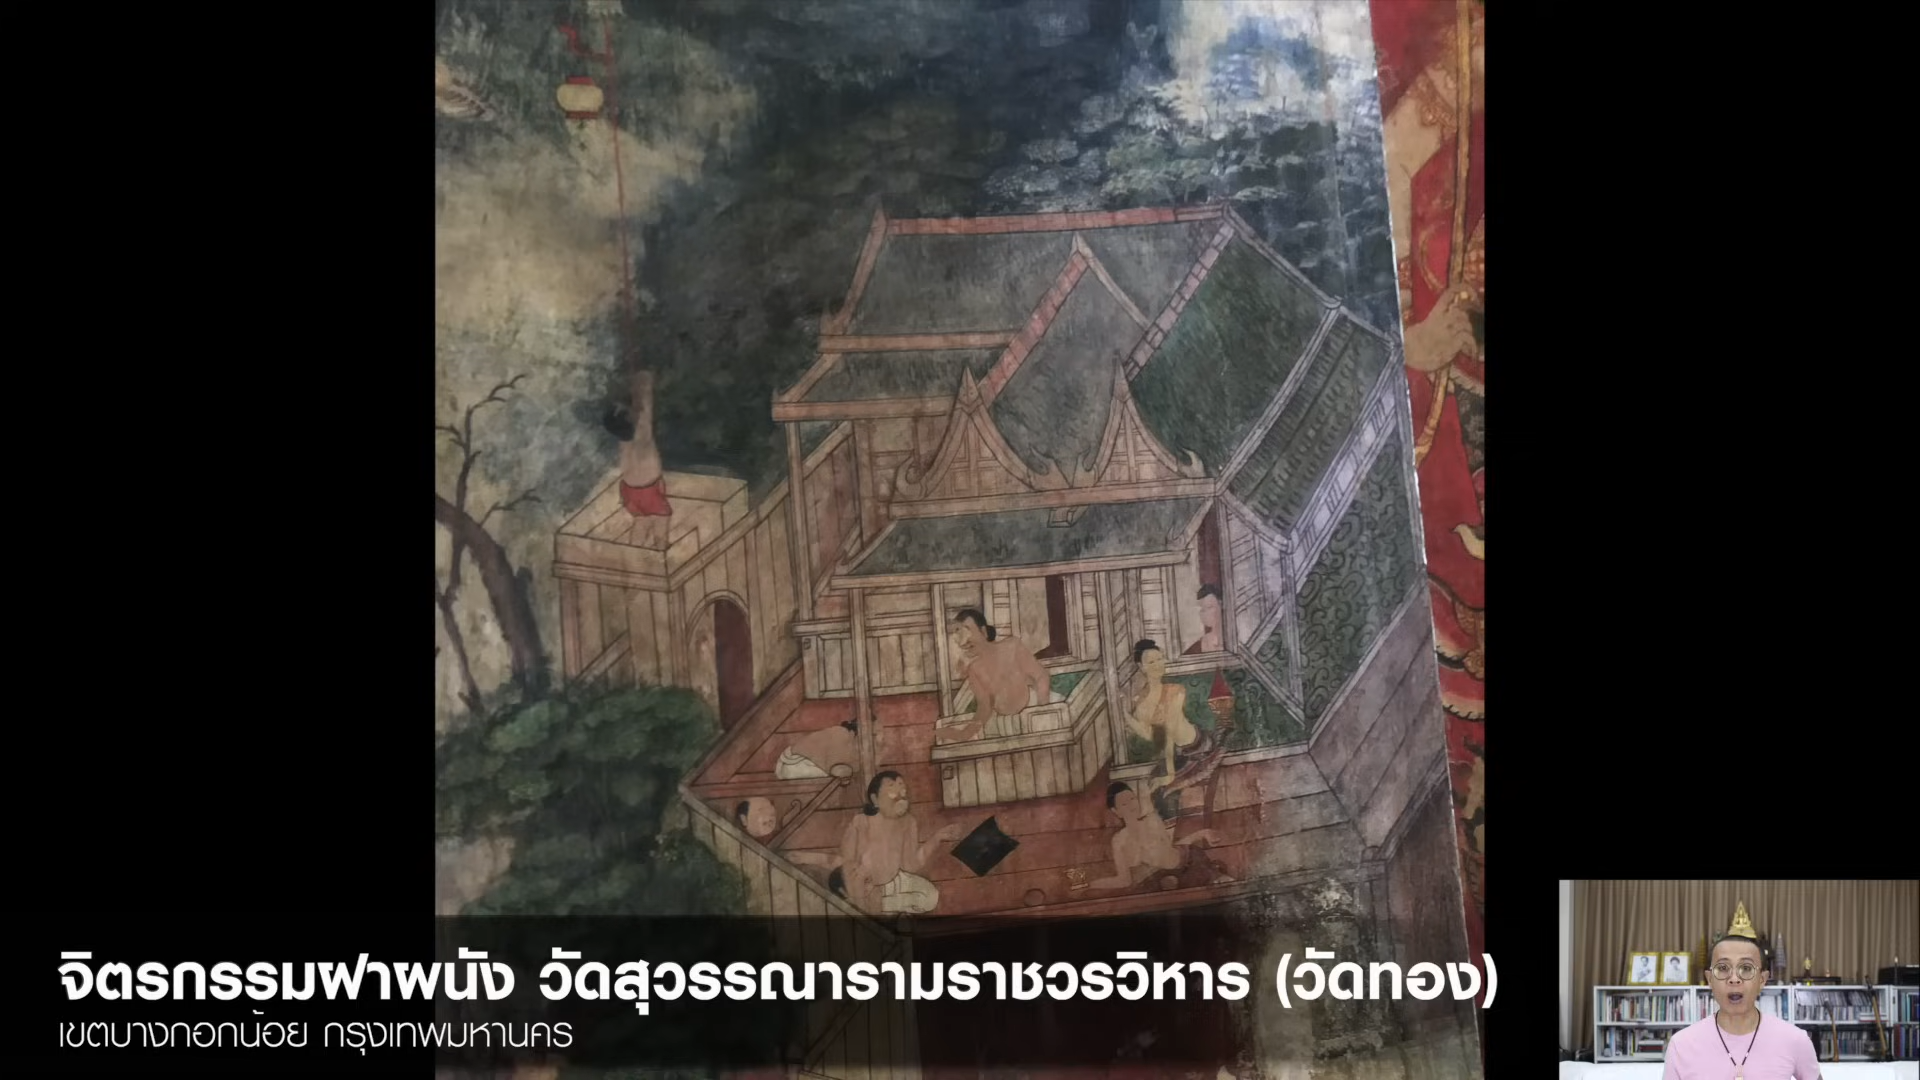 จิตรกรรมฝาผนัง วัดสุวรรณารามราชวรวิหาร (วัดทอง)
เขตบางกอกน้อย กรุงเทพมหานคร